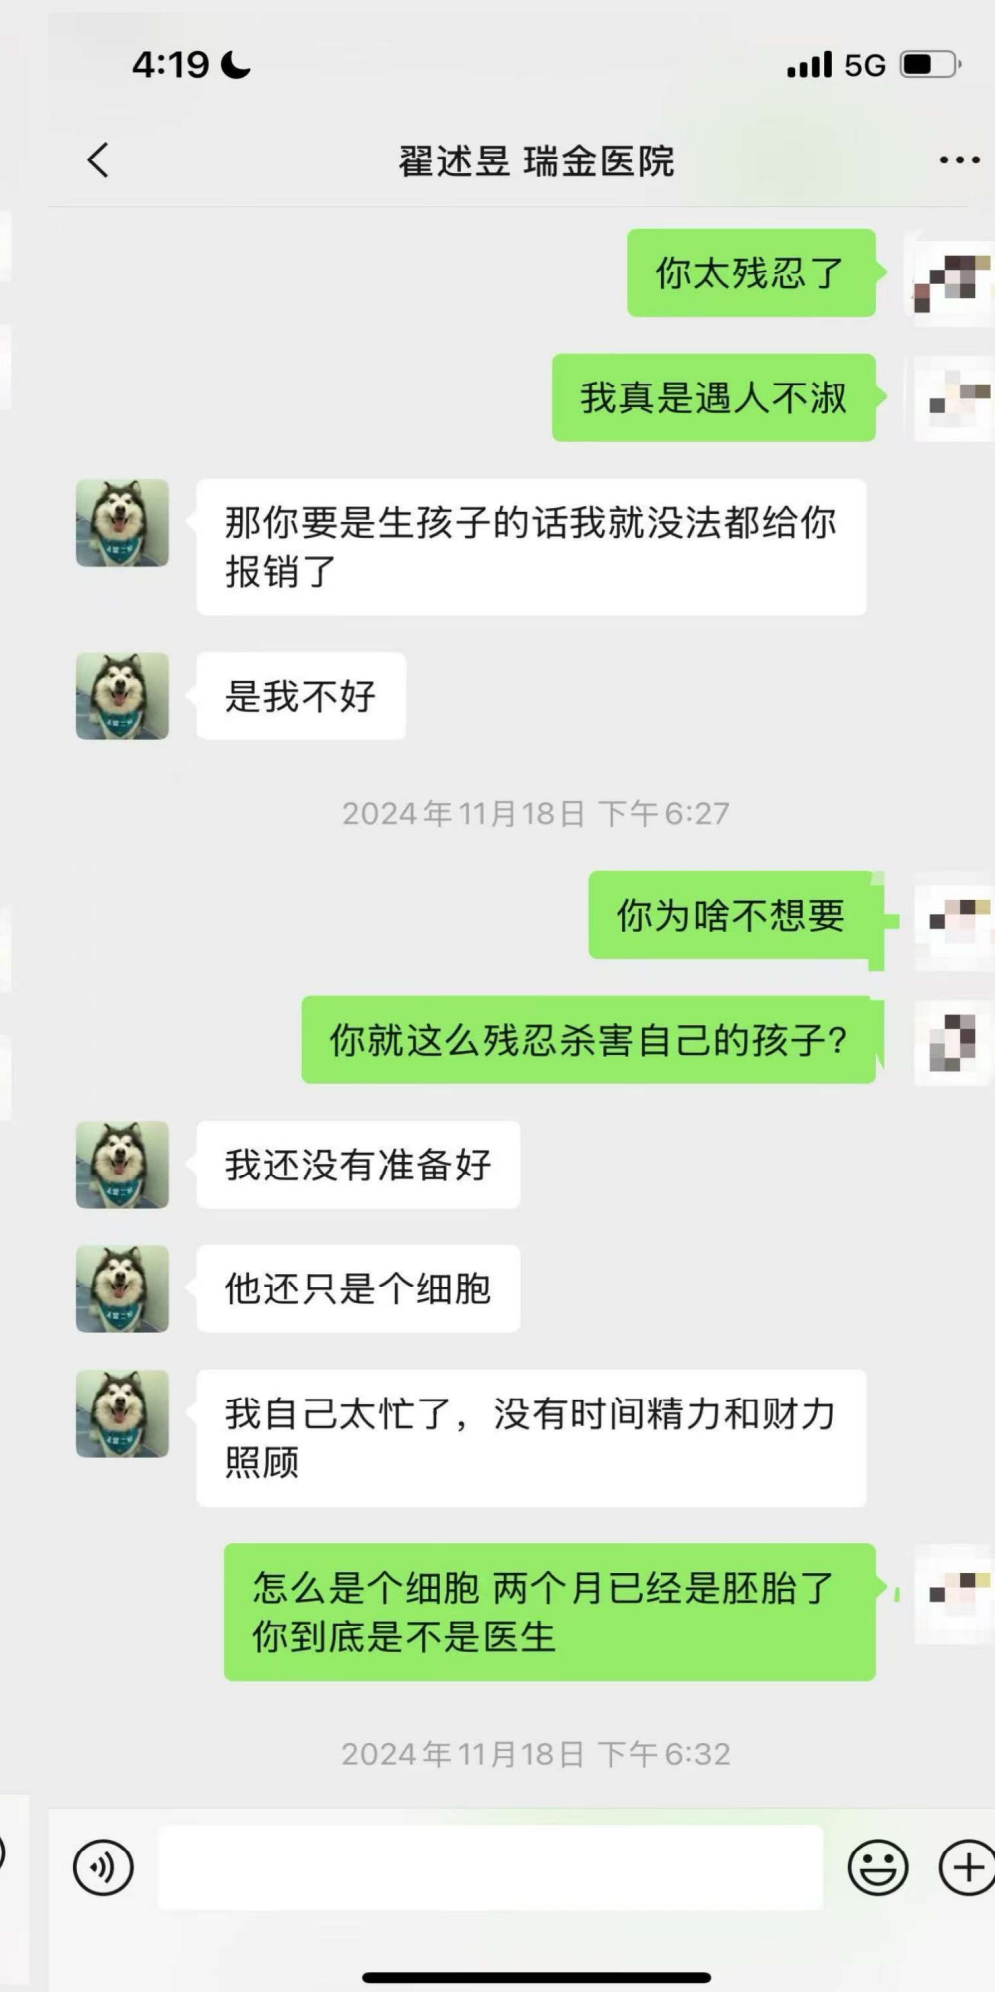 4:19
5G
翟述昱 瑞金医院
你太残忍了
我真是遇人不淑
那你要是生孩子的话我就没法都给你
报销了
是我不好
2024年11月18日 下午6:27
你为啥不想要
你就这么残忍杀害自己的孩子?
我还没有准备好
他还只是个细胞
我自己太忙了，没有时间精力和财力
照顾
怎么是个细胞 两个月已经是胚胎了
你到底是不是医生
2024年11月18日 下午6:32